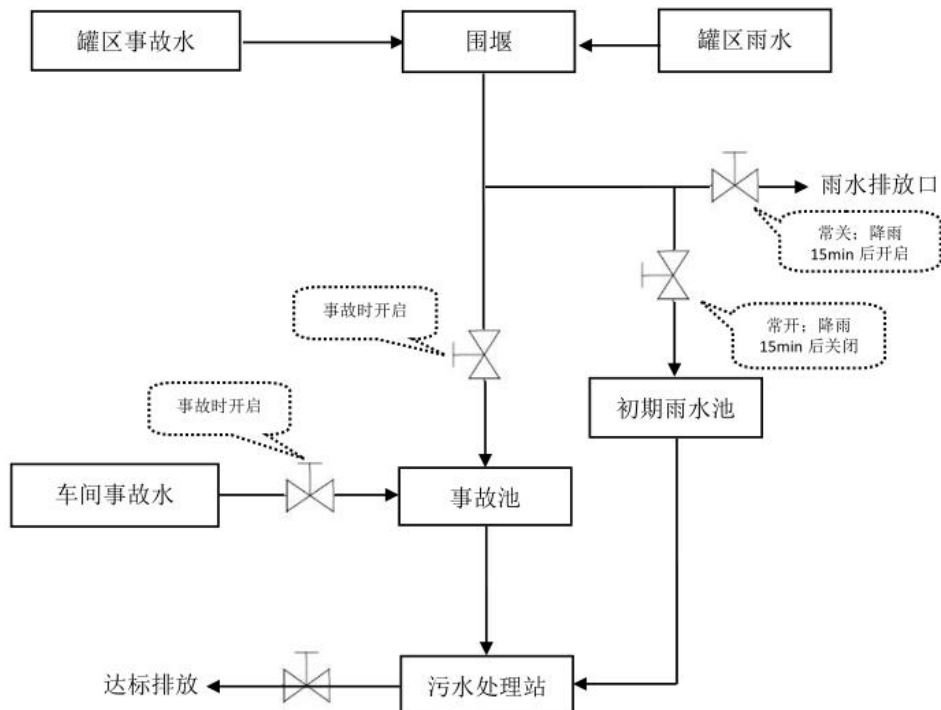 罐区事故水
围堰
罐区雨水
雨水排放口
常关；降雨
15min 后开启
事故时开启
常开；降雨
15min 后关闭
事故时开启
初期雨水池
车间事故水
事故池
达标排放
污水处理站